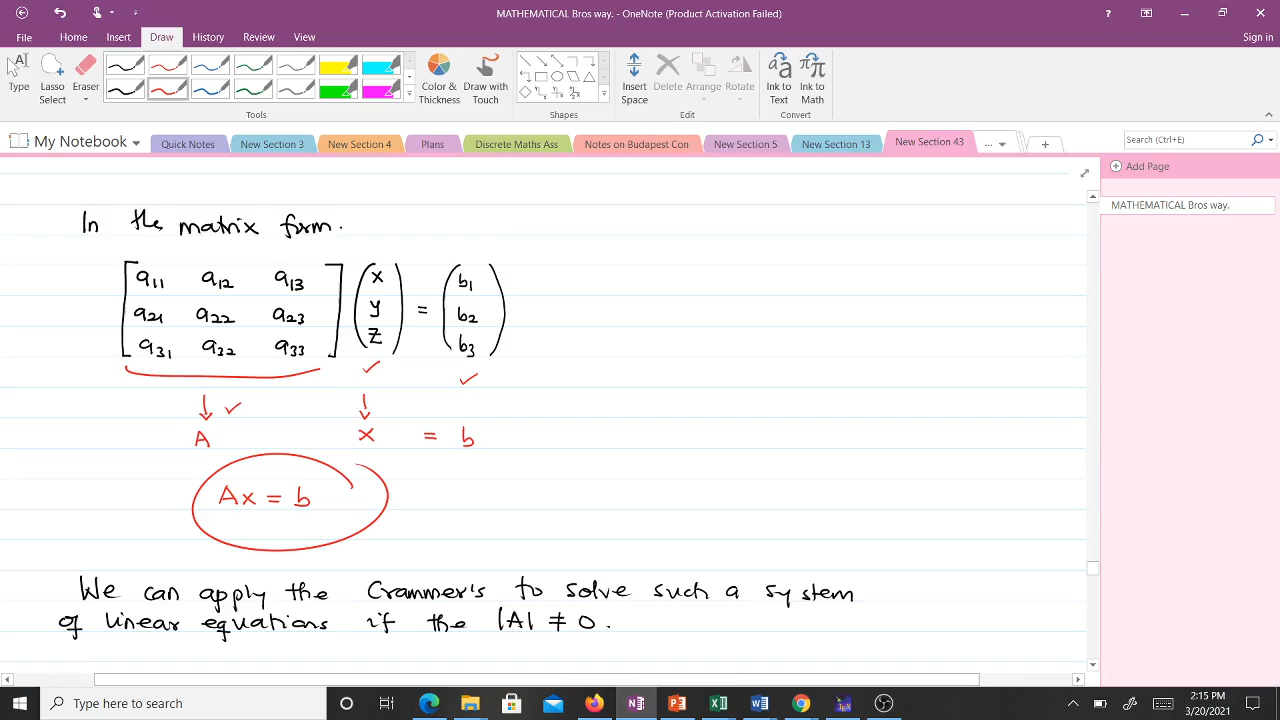 MATHEMATICAL Bros way. - OneNote (Product Activation Failed)
File Home Insert Draw History Review View Sign in
Type Lasso Select Eraser Color & Thickness Draw with Touch Insert Space Delete Arrange Rotate Ink to Text Ink to Math
Tools Shapes Edit Convert
My Notebook Quick Notes New Section 3 New Section 4 Plans Discrete Maths Ass Notes on Budapest Con New Section 5 New Section 13 New Section 43 ... Search (Ctrl+E)
Add Page
MATHEMATICAL Bros way.
In the matrix form.
a11 a12 a13 x b1
a21 a22 a23 y = b2
a31 a32 a33 z b3
A x = b
Ax = b
We can apply the Crammer's to solve such a system
of linear equations if the |A| ≠ 0.
Type here to search
2:15 PM
3/20/2021